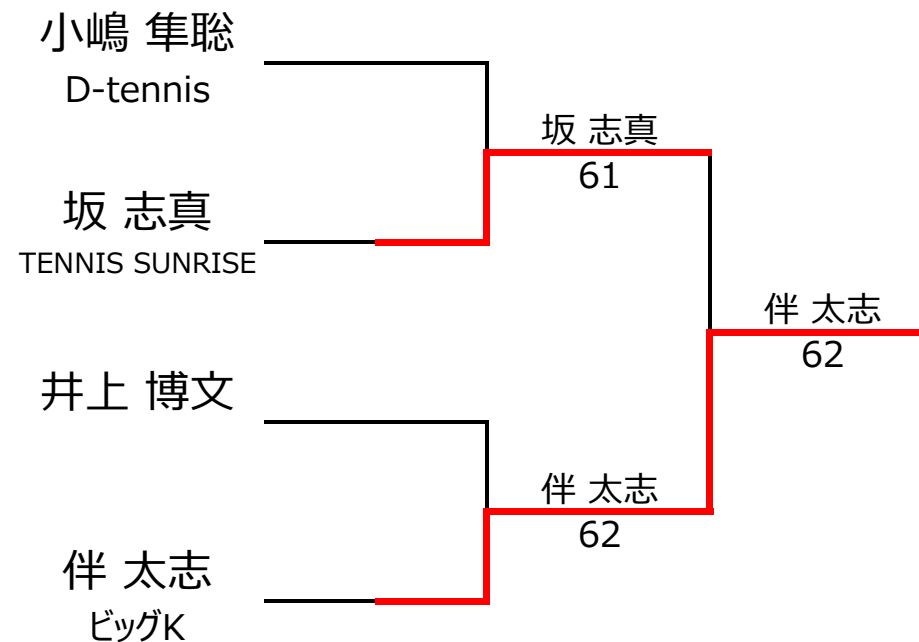 小嶋 隼聡
D-tennis
坂 志真
TENNIS SUNRISE
井上 博文
伴 太志
ビッグK
坂 志真
61
伴 太志
62
伴 太志
62